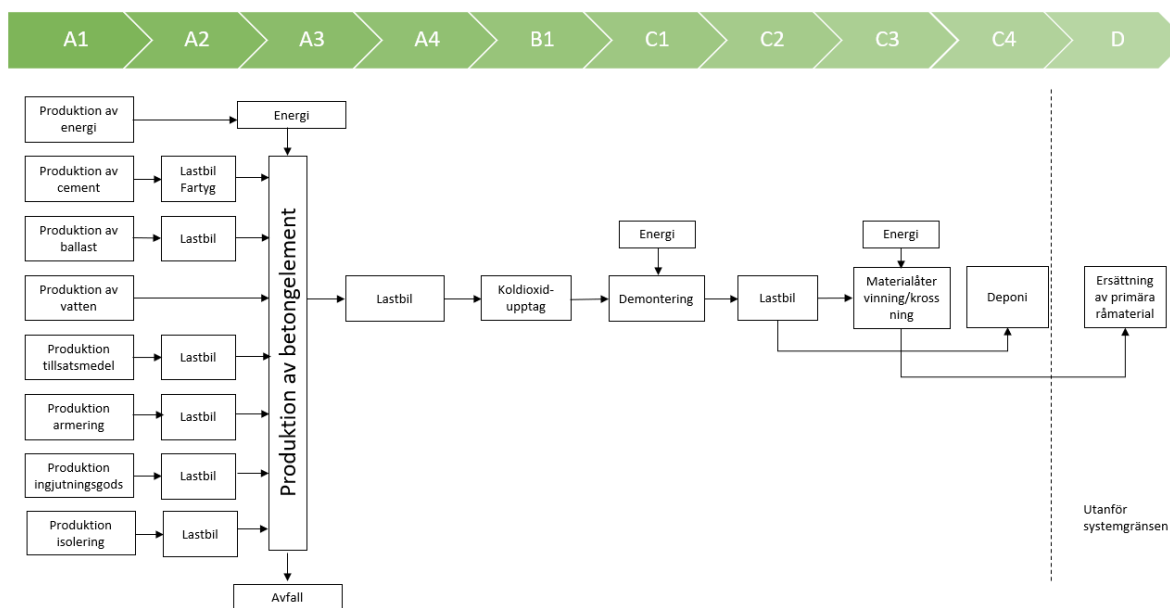 A1
A2
A3
A4
B1
C1
C2
C3
C4
D
Produktion av
energi
Energi
Produktion av
cement
Lastbil
Fartyg
Produktion av
ballast
Lastbil
Produktion av
vatten
Produktion
tillsatsmedel
Lastbil
Produktion
armering
Lastbil
Produktion
ingjutningsgods
Lastbil
Produktion
isolering
Lastbil
Produktion av betongelement
Avfall
Lastbil
Koldioxid-
upptag
Energi
Demontering
Lastbil
Energi
Materialåter
vinning/kross
ning
Deponi
Ersättning
av primära
råmaterial
Utanför
systemgränsen